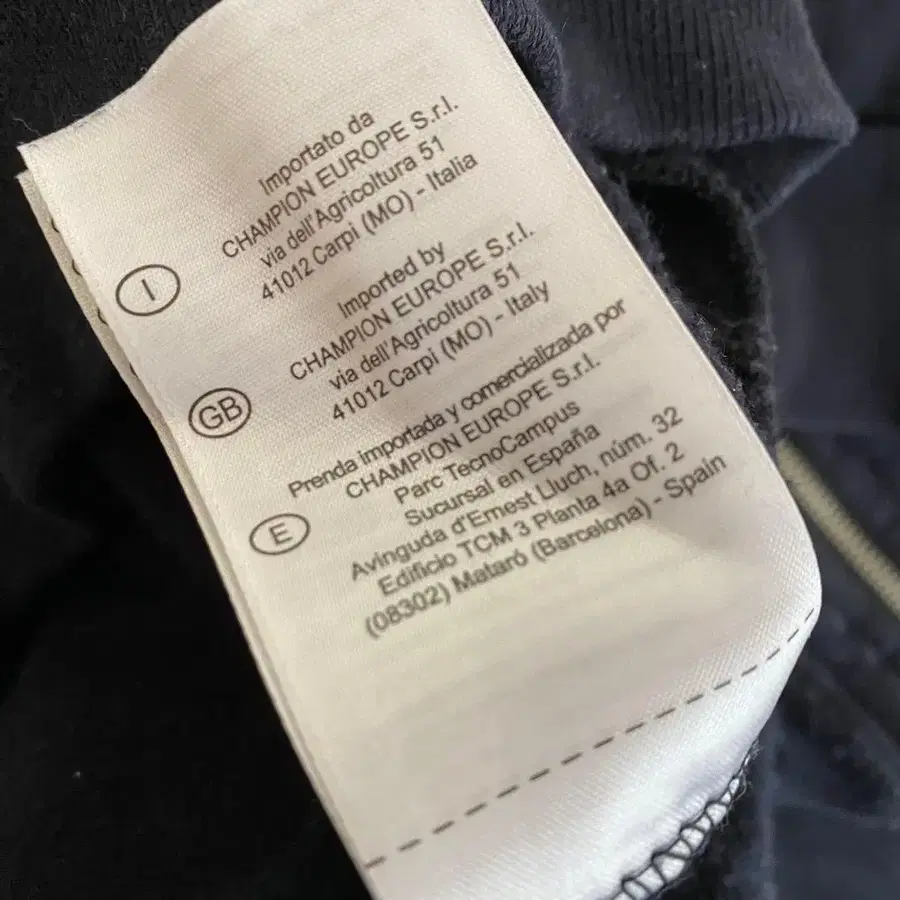 Importato da
CHAMPION EUROPE S.r.l.
via dell'Agricoltura 51
41012 Carpi (MO) - Italia
I
Imported by
CHAMPION EUROPE S.r.l.
via dell'Agricoltura 51
41012 Carpi (MO) - Italy
GB
Prenda importada y comercializada por
CHAMPION EUROPE S.r.l.
Parc TecnoCampus
Sucursal en España
Avinguda d'Ernest Lluch, núm. 32
Edificio TCM 3 Planta 4a Of. 2
(08302) Mataró (Barcelona) - Spain
E